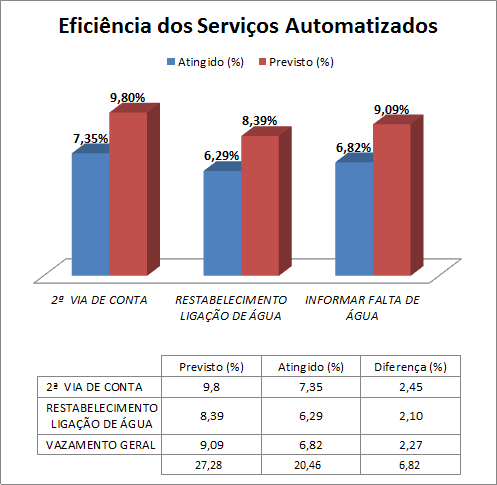 Eficiência dos Serviços Automatizados
Atingido (%) Previsto (%)
9,80% 8,39% 9,09%
7,35% 6,29% 6,82%
2ª VIA DE CONTA RESTABELECIMENTO INFORMAR FALTA DE
LIGAÇÃO DE ÁGUA ÁGUA
Previsto (%) Atingido (%) Diferença (%)
2ª VIA DE CONTA 9,8 7,35 2,45
RESTABELECIMENTO
LIGAÇÃO DE ÁGUA 8,39 6,29 2,10
VAZAMENTO GERAL 9,09 6,82 2,27
27,28 20,46 6,82